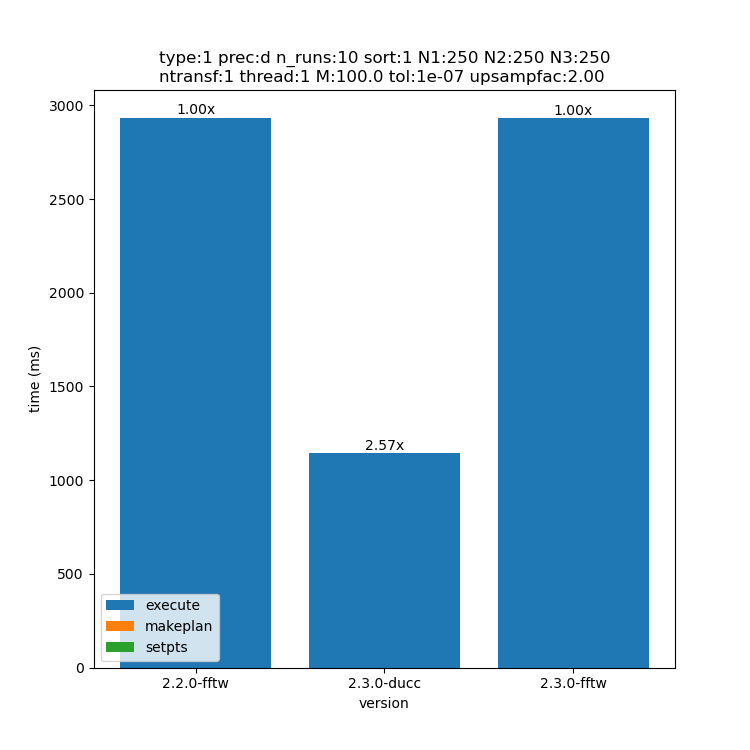 type:1 prec:d n_runs:10 sort:1 N1:250 N2:250 N3:250
ntransf:1 thread:1 M:100.0 tol:1e-07 upsampfac:2.00
3000
2500
2000
1500
1000
500
0
time (ms)
1.00x
2.57x
1.00x
execute
makeplan
setpts
2.2.0-fftw
2.3.0-ducc
2.3.0-fftw
version